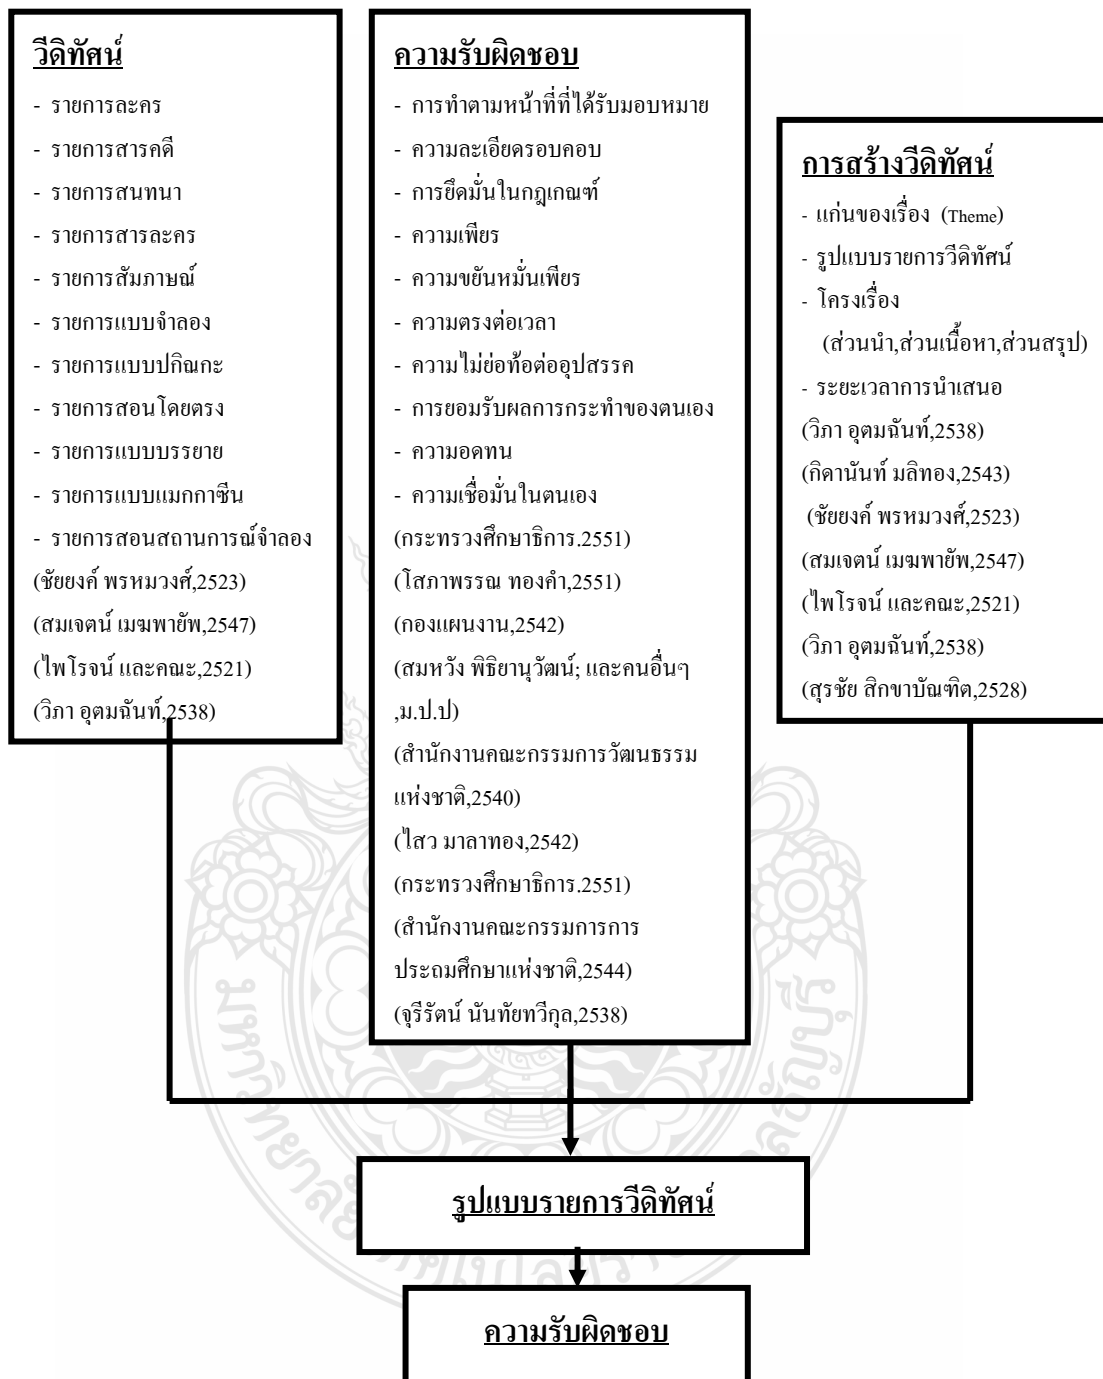 วีดิทัศน์
- รายการละคร
- รายการสารคดี
- รายการสนทนา
- รายการสารละคร
- รายการสัมภาษณ์
- รายการแบบจำลอง
- รายการแบบปกิณกะ
- รายการสอนโดยตรง
- รายการแบบบรรยาย
- รายการแบบแมกกาซีน
- รายการสอนสถานการณ์จำลอง
(ชัยยงค์ พรหมวงศ์,2523)
(สมเจตน์ เมฆพายัพ,2547)
(ไพโรจน์ และคณะ,2521)
(วิภา อุตมฉันท์,2538)
ความรับผิดชอบ
- การทำตามหน้าที่ที่ได้รับมอบหมาย
- ความละเอียดรอบคอบ
- การยึดมั่นในกฎเกณฑ์
- ความเพียร
- ความขยันหมั่นเพียร
- ความตรงต่อเวลา
- ความไม่ย่อท้อต่ออุปสรรค
- การยอมรับผลการกระทำของตนเอง
- ความอดทน
- ความเชื่อมั่นในตนเอง
(กระทรวงศึกษาธิการ.2551)
(โสภาพรรณ ทองคำ,2551)
(กองแผนงาน,2542)
(สมหวัง พิธิยานุวัฒน์; และคนอื่นๆ
,ม.ป.ป)
(สำนักงานคณะกรรมการวัฒนธรรม
แห่งชาติ,2540)
(ไสว มาลาทอง,2542)
(กระทรวงศึกษาธิการ.2551)
(สำนักงานคณะกรรมการการ
ประถมศึกษาแห่งชาติ,2544)
(จุรีรัตน์ นันทัยทวีกุล,2538)
การสร้างวีดิทัศน์
- แก่นของเรื่อง (Theme)
- รูปแบบรายการวีดิทัศน์
- โครงเรื่อง
(ส่วนนำ,ส่วนเนื้อหา,ส่วนสรุป)
- ระยะเวลาการนำเสนอ
(วิภา อุตมฉันท์,2538)
(กิดานันท์ มลิทอง,2543)
(ชัยยงค์ พรหมวงศ์,2523)
(สมเจตน์ เมฆพายัพ,2547)
(ไพโรจน์ และคณะ,2521)
(วิภา อุตมฉันท์,2538)
(สุรชัย สิกขาบัณฑิต,2528)
รูปแบบรายการวีดิทัศน์
ความรับผิดชอบ